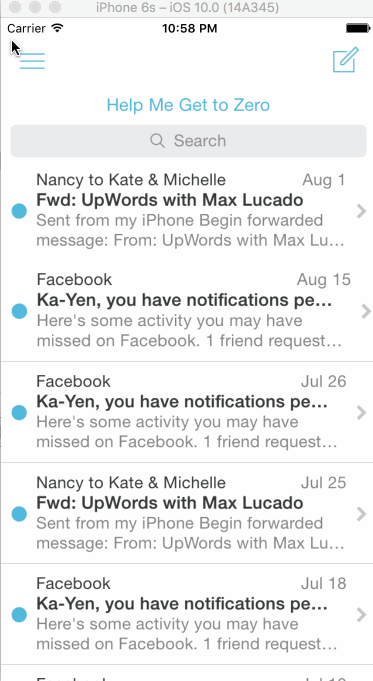 iPhone 6s – iOS 10.0 (14A345)
Carrier 10:58 PM
Help Me Get to Zero
Search
Nancy to Kate & Michelle Aug 1
Fwd: UpWords with Max Lucado
Sent from my iPhone Begin forwarded
message: From: UpWords with Max Lu...
Facebook Aug 15
Ka-Yen, you have notifications pe...
Here's some activity you may have
missed on Facebook. 1 friend request...
Facebook Jul 26
Ka-Yen, you have notifications pe...
Here's some activity you may have
missed on Facebook. 1 friend request...
Nancy to Kate & Michelle Jul 25
Fwd: UpWords with Max Lucado
Sent from my iPhone Begin forwarded
message: From: UpWords with Max Lu...
Facebook Jul 18
Ka-Yen, you have notifications pe...
Here's some activity you may have
missed on Facebook. 1 friend request...